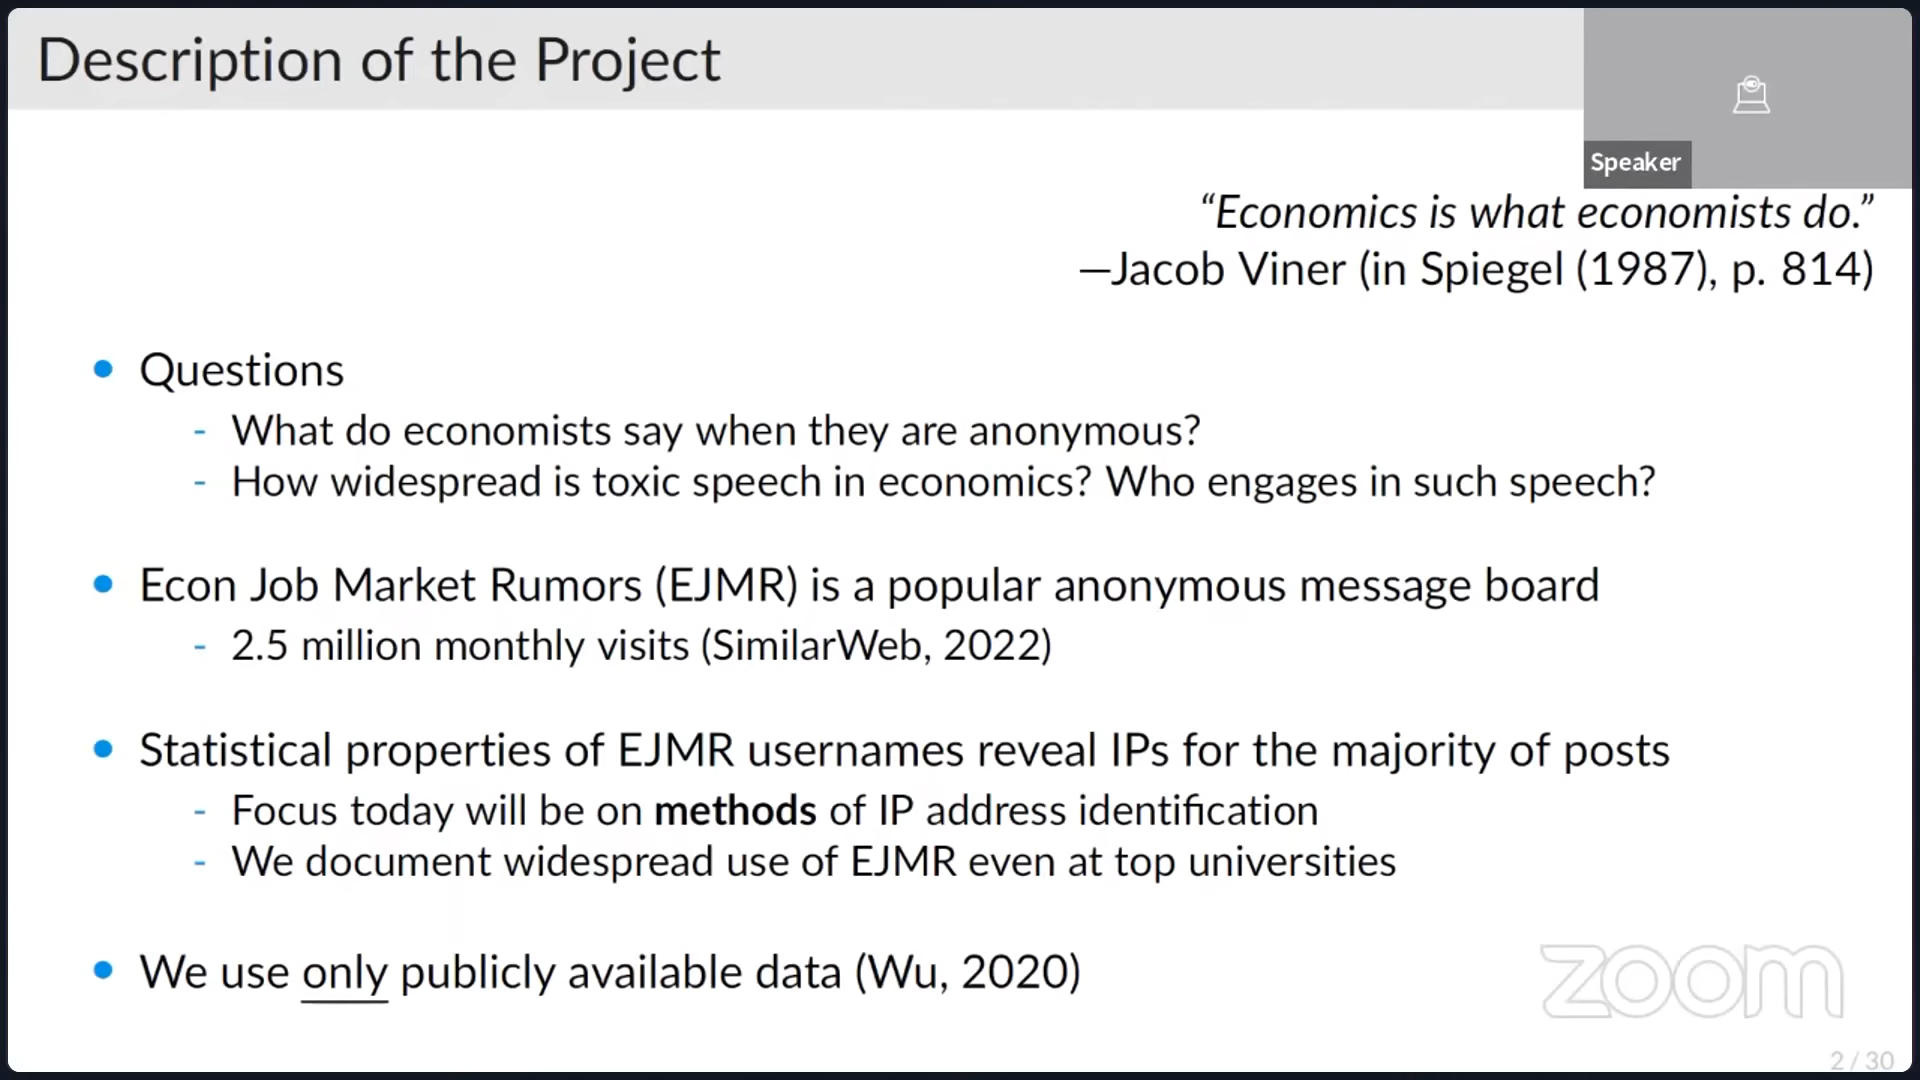 Description of the Project
Speaker
“Economics is what economists do.”
—Jacob Viner (in Spiegel (1987), p. 814)
• Questions
- What do economists say when they are anonymous?
- How widespread is toxic speech in economics? Who engages in such speech?
• Econ Job Market Rumors (EJMR) is a popular anonymous message board
- 2.5 million monthly visits (SimilarWeb, 2022)
• Statistical properties of EJMR usernames reveal IPs for the majority of posts
- Focus today will be on methods of IP address identification
- We document widespread use of EJMR even at top universities
• We use only publicly available data (Wu, 2020)
zoom
2 / 30